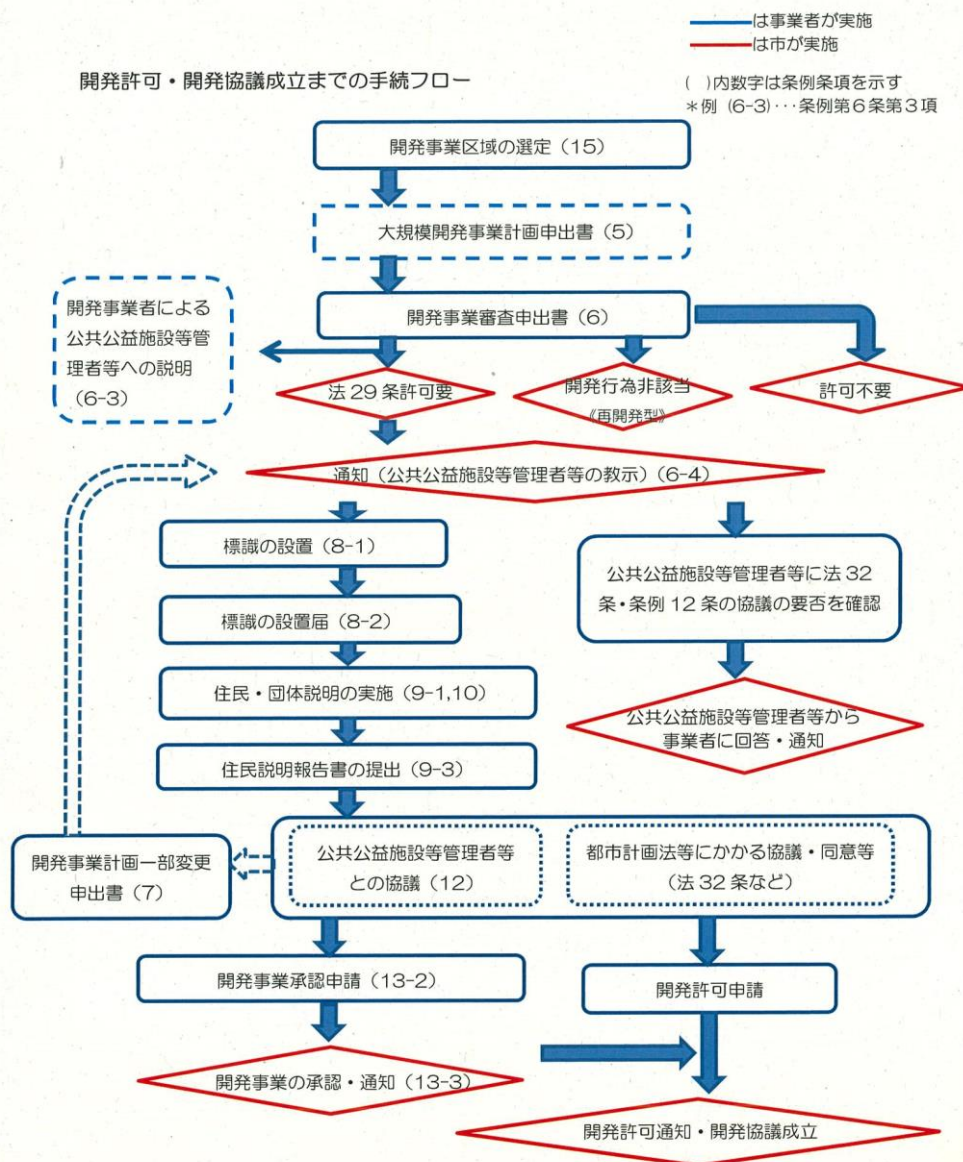 は事業者が実施
は市が実施
開発許可・開発協議成立までの手続フロー
( )内数字は条例条項を示す
*例 (6-3)･･･条例第6条第3項
開発事業区域の選定(15)
大規模開発事業計画申出書(5)
開発事業審査申出書(6)
開発事業者による
公共公益施設等管
理者等への説明
(6-3)
法29条許可要
開発行為非該当
《再開発型》
許可不要
通知(公共公益施設等管理者等の教示)(6-4)
標識の設置(8-1)
標識の設置届(8-2)
住民・団体説明の実施(9-1,10)
住民説明報告書の提出(9-3)
公共公益施設等管理者等に法32
条・条例12条の協議の要否を確認
公共公益施設等管理者等から
事業者に回答・通知
開発事業計画一部変更
申出書(7)
公共公益施設等管理者等
との協議(12)
都市計画法等にかかる協議・同意等
(法32条など)
開発事業承認申請(13-2)
開発許可申請
開発事業の承認・通知(13-3)
開発許可通知・開発協議成立